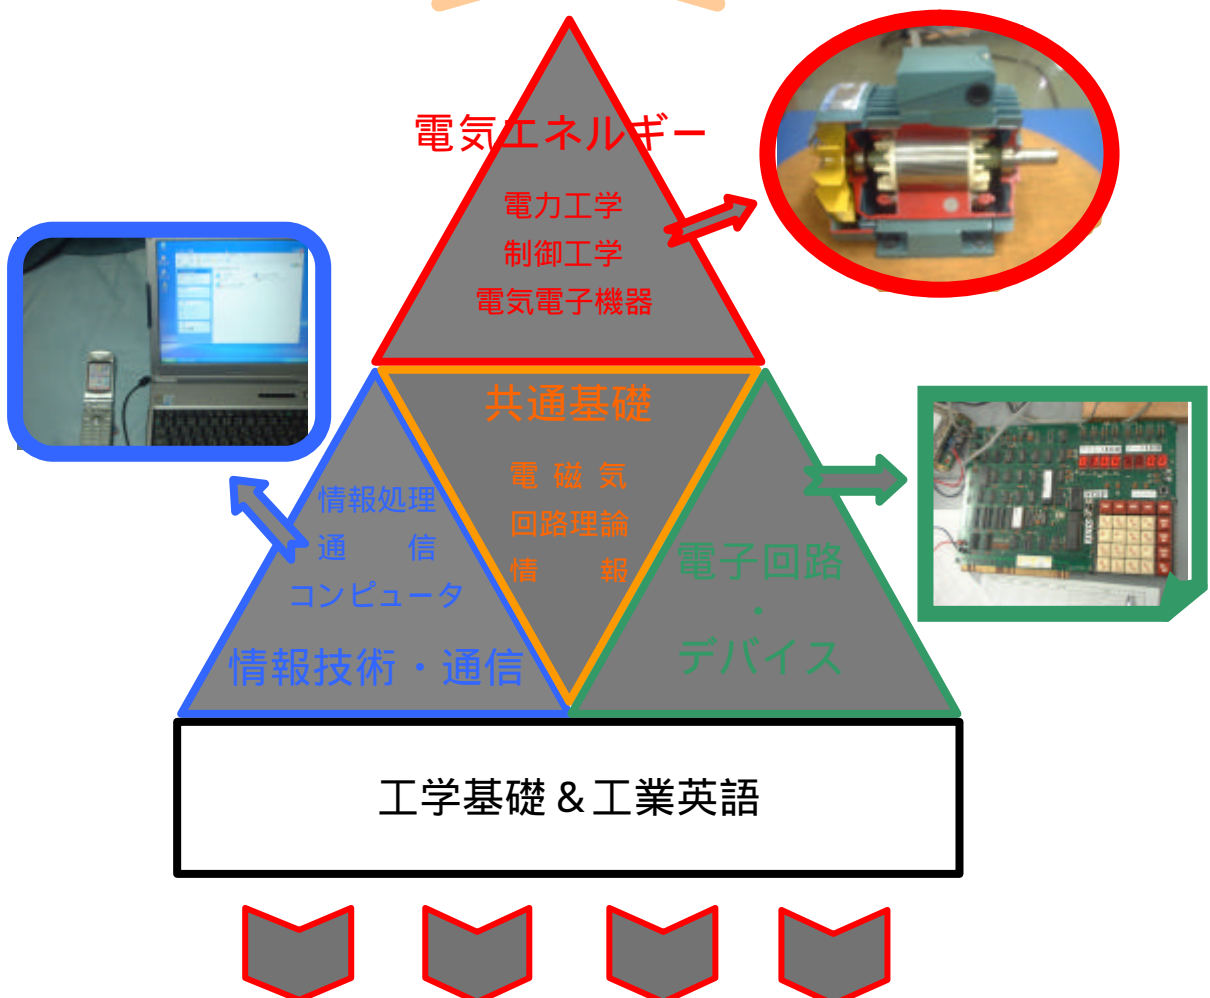 電気エネルギー
電力工学
制御工学
電気電子機器
共通基礎
電 磁 気
回路理論
情　　報
情報処理
通　　信
コンピュータ
情報技術・通信
電子回路
・
デバイス
工学基礎＆工業英語